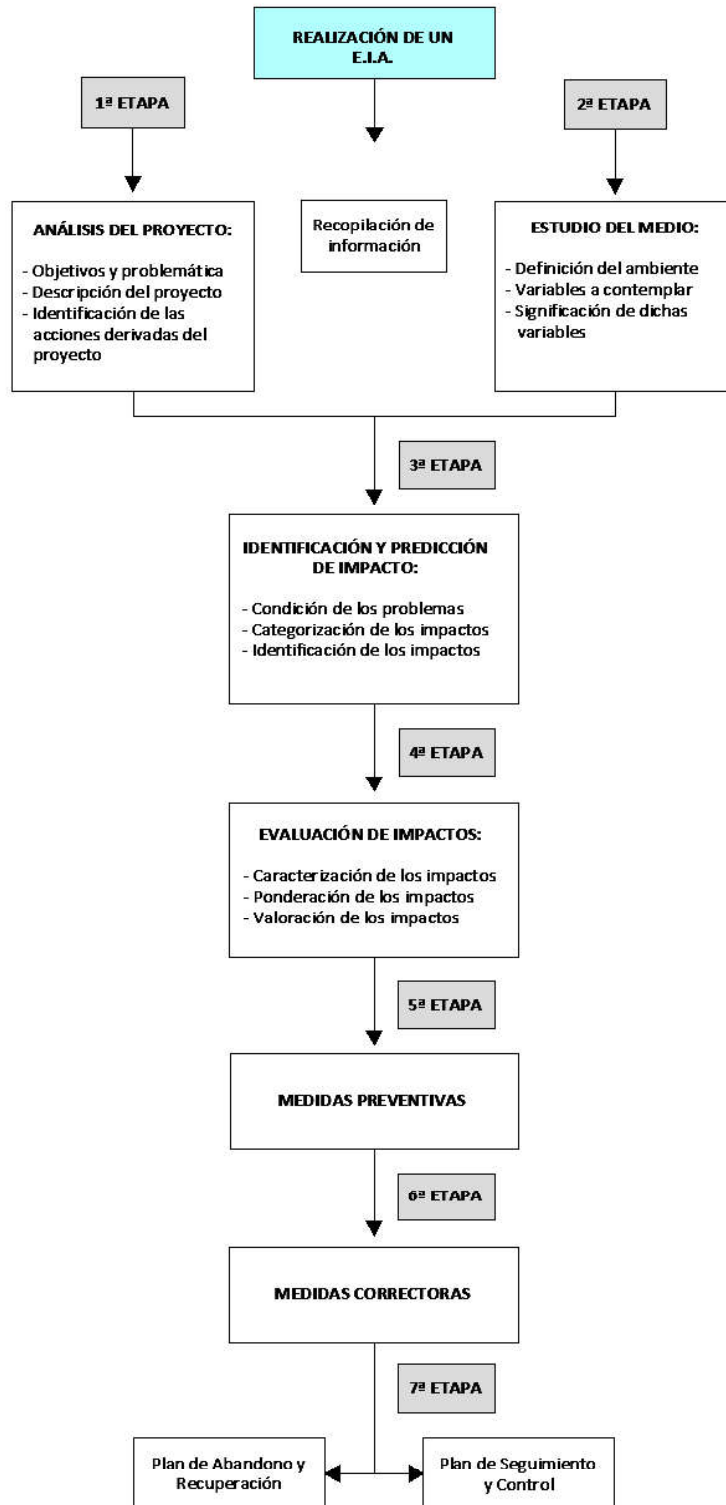 REALIZACIÓN DE UN
E.I.A.
1ª ETAPA
2ª ETAPA
ANÁLISIS DEL PROYECTO:
- Objetivos y problemática
- Descripción del proyecto
- Identificación de las
acciones derivadas del
proyecto
Recopilación de
información
ESTUDIO DEL MEDIO:
- Definición del ambiente
- Variables a contemplar
- Significación de dichas
variables
3ª ETAPA
IDENTIFICACIÓN Y PREDICCIÓN
DE IMPACTO:
- Condición de los problemas
- Categorización de los impactos
- Identificación de los impactos
4ª ETAPA
EVALUACIÓN DE IMPACTOS:
- Caracterización de los impactos
- Ponderación de los impactos
- Valoración de los impactos
5ª ETAPA
MEDIDAS PREVENTIVAS
6ª ETAPA
MEDIDAS CORRECTORAS
7ª ETAPA
Plan de Abandono y
Recuperación
Plan de Seguimiento
y Control